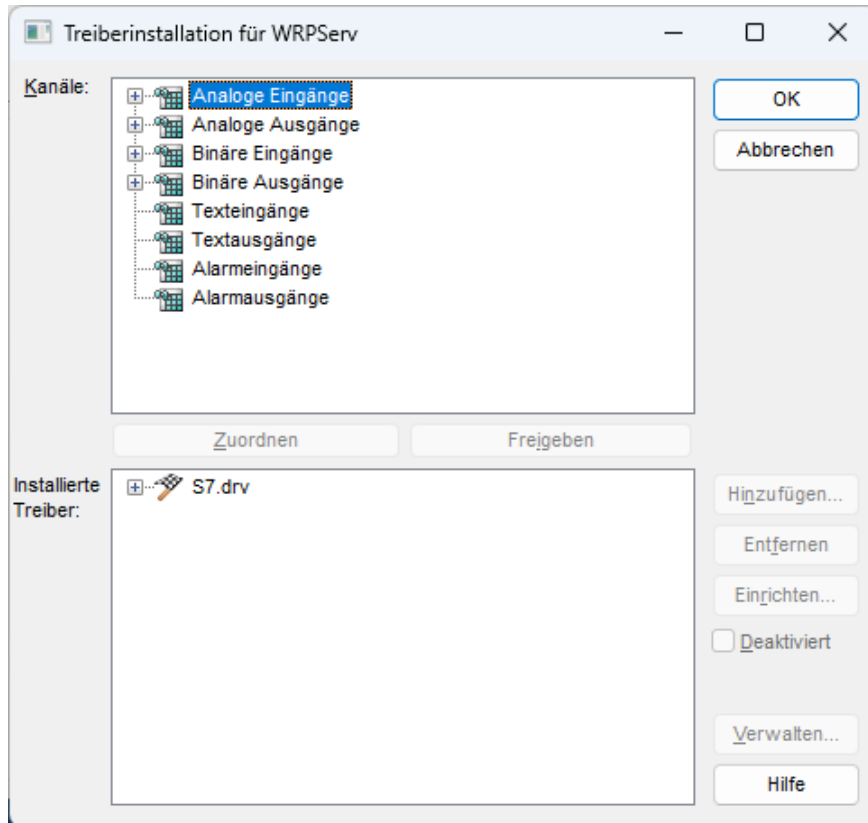 Treiberinstallation für WRPServ
Kanäle:
Analoge Eingänge
Analoge Ausgänge
Binäre Eingänge
Binäre Ausgänge
Texteingänge
Textausgänge
Alarmeingänge
Alarmausgänge
OK
Abbrechen
Zuordnen
Freigeben
Installierte
Treiber:
S7.drv
Hinzufügen...
Entfernen
Einrichten...
Deaktiviert
Verwalten...
Hilfe